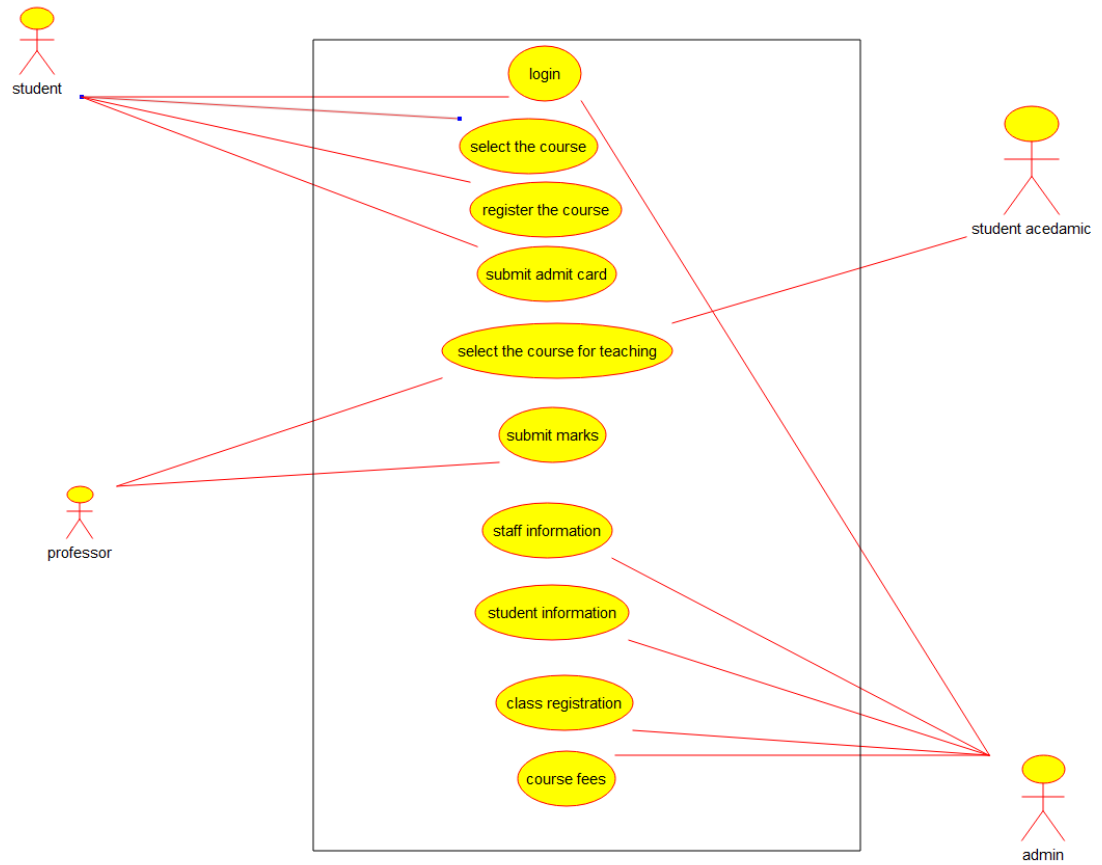 student
login
select the course
register the course
student acedamic
submit admit card
select the course for teaching
submit marks
staff information
professor
student information
class registration
course fees
admin